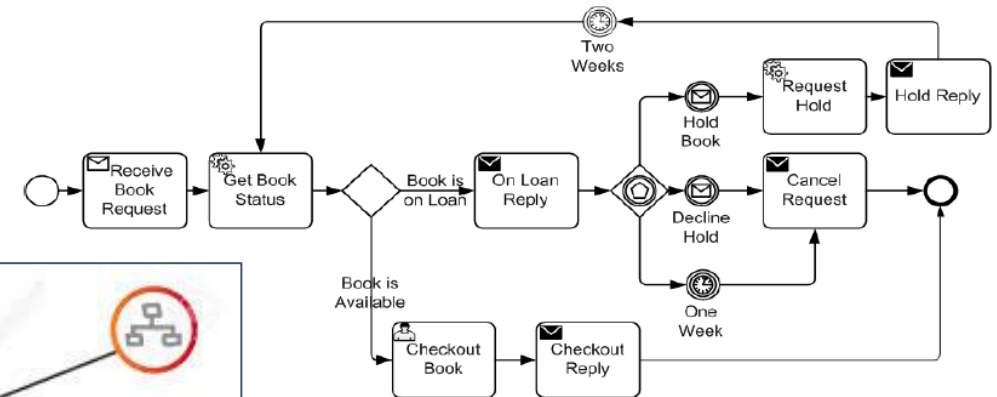 Two
Weeks
Receive
Book
Request
Get Book
Status
Book is
on Loan
On Loan
Reply
Hold
Book
Request
Hold
Hold Reply
Decline
Hold
Cancel
Request
One
Week
Book is
Available
Checkout
Book
Checkout
Reply